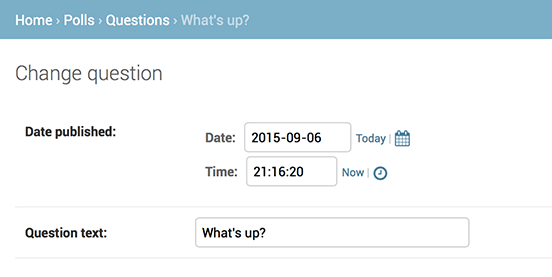 Home › Polls › Questions › What's up?
Change question
Date published:
Date: 2015-09-06 Today |
Time: 21:16:20 Now |
Question text: What's up?